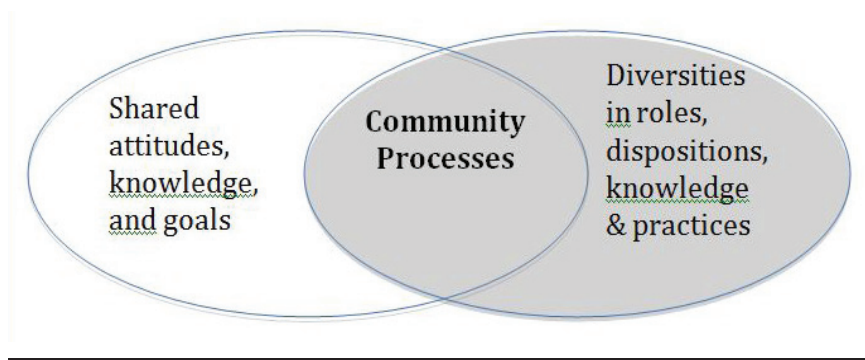 Shared
attitudes,
knowledge,
and goals
Community
Processes
Diversities
in roles,
dispositions,
knowledge
& practices